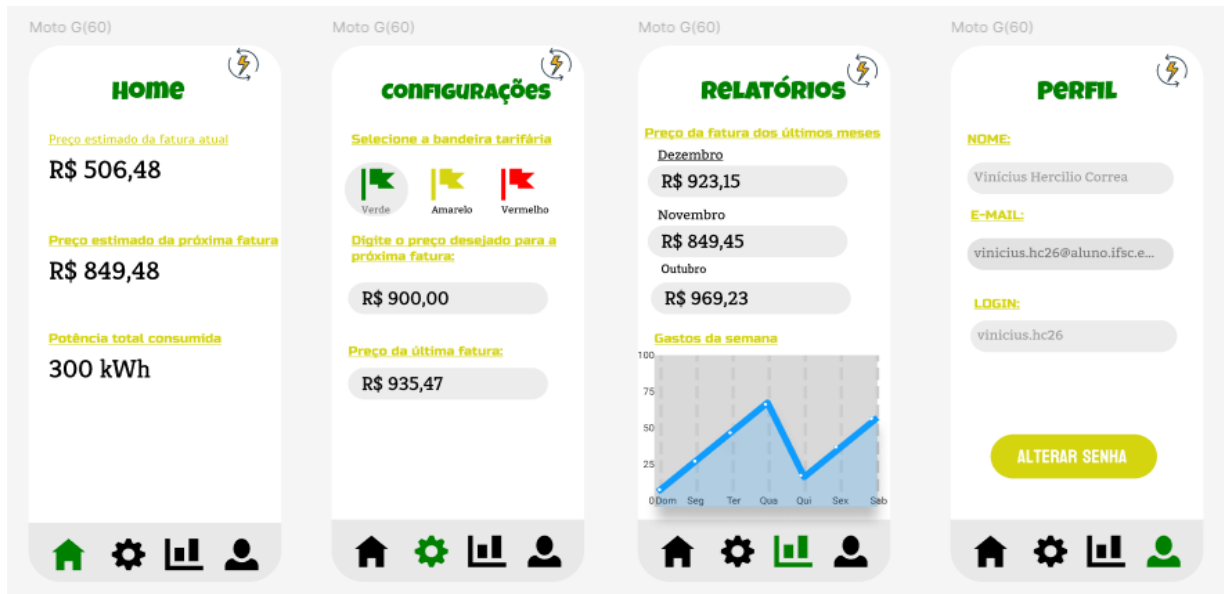 Moto G(60)
Home
Preço estimado da fatura atual
R$ 506,48
Preço estimado da próxima fatura
R$ 849,48
Potência total consumida
300 kWh
Moto G(60)
Configurações
Selecione a bandeira tarifária
Verde Amarelo Vermelho
Digite o preço desejado para a
próxima fatura:
R$ 900,00
Preço da última fatura:
R$ 935,47
Moto G(60)
Relatórios
Preço da fatura dos últimos meses
Dezembro
R$ 923,15
Novembro
R$ 849,45
Outubro
R$ 969,23
Gastos da semana
100
75
50
25
0
Dom Seg Ter Qua Qui Sex Sab
Moto G(60)
Perfil
NOME:
Vinícius Hercilio Correa
E-MAIL:
vinicius.hc26@aluno.ifsc.e...
LOGIN:
vinicius.hc26
ALTERAR SENHA